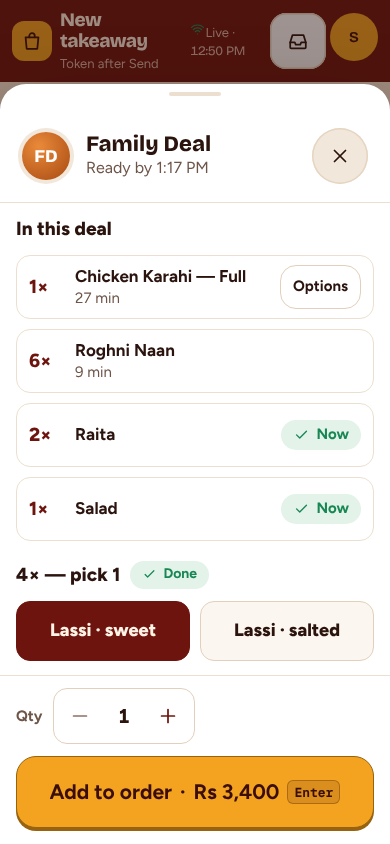 New
takeaway
Token after Send
Live ·
12:50 PM
S
FD
Family Deal
Ready by 1:17 PM
In this deal
1×
Chicken Karahi — Full
27 min
Options
6×
Roghni Naan
9 min
2×
Raita
Now
1×
Salad
Now
4× — pick 1
Done
Lassi · sweet
Lassi · salted
Qty
1
Add to order · Rs 3,400 Enter